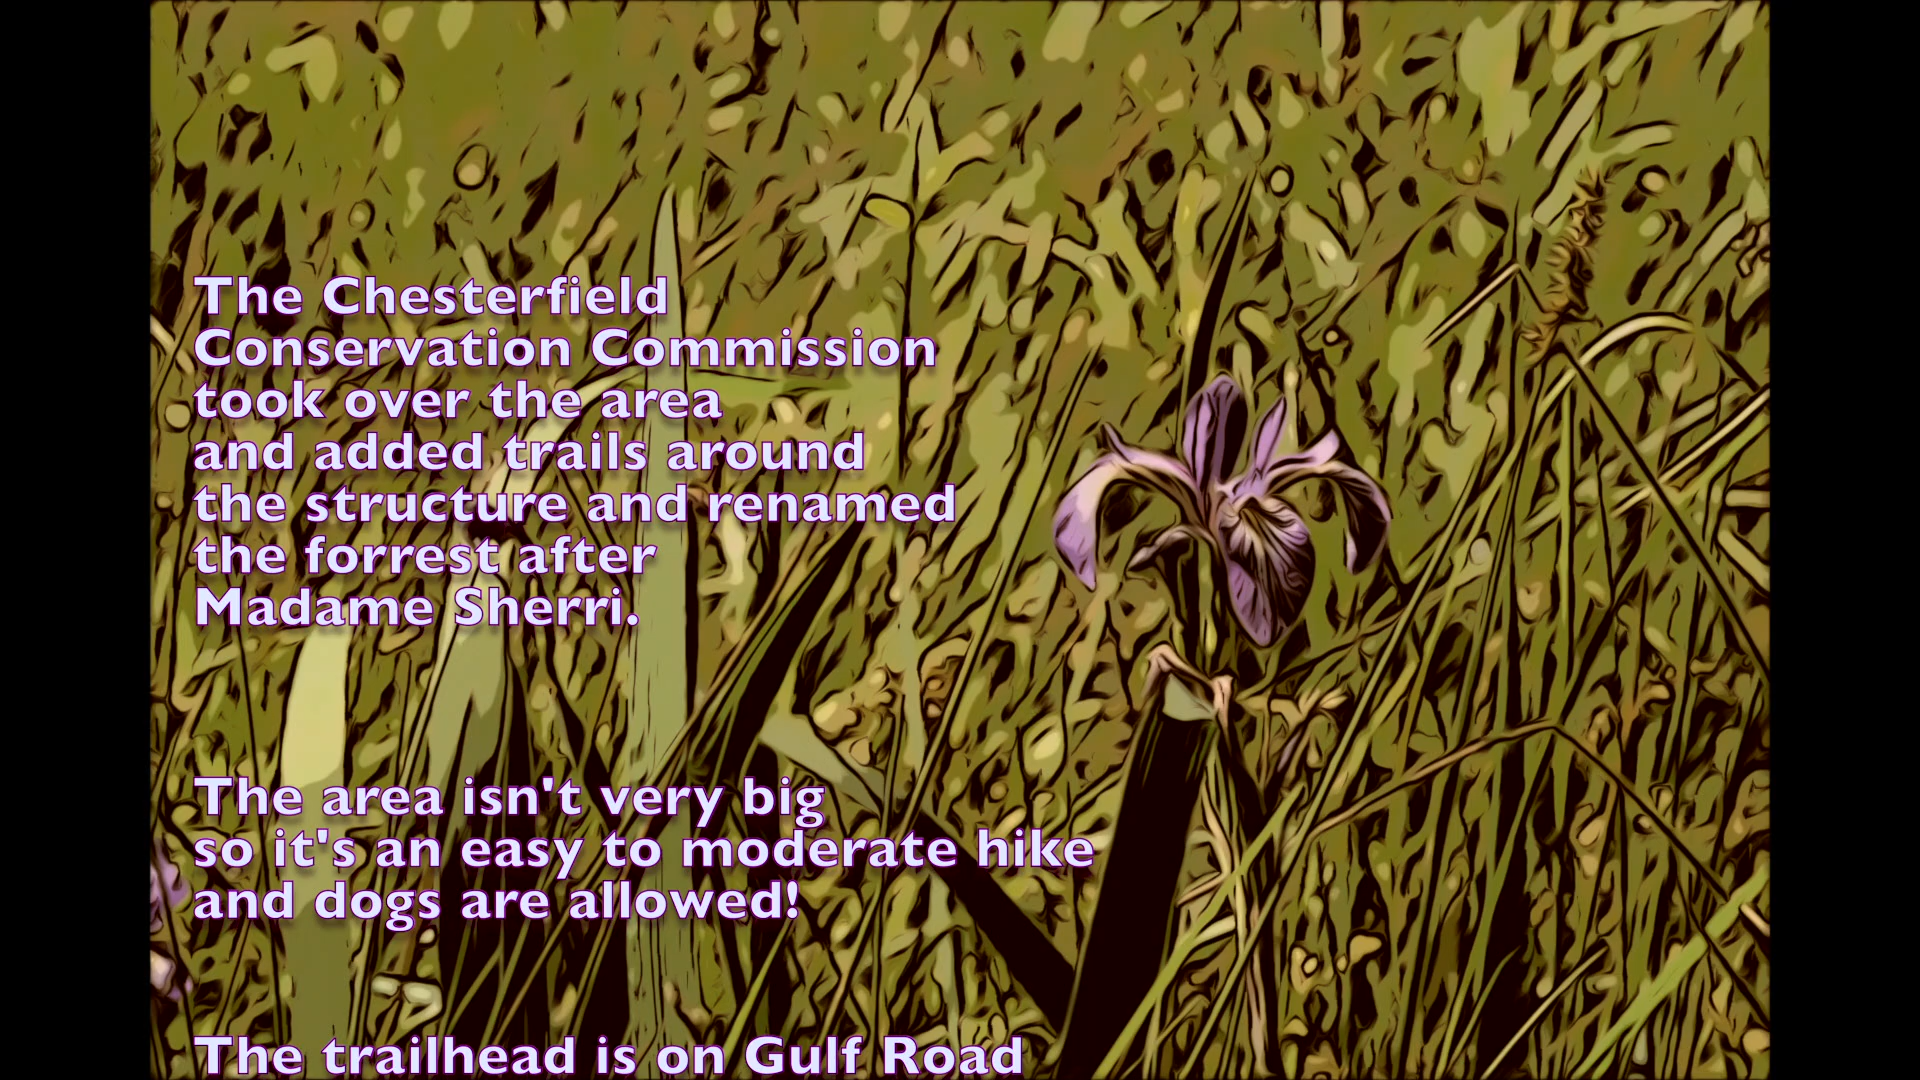 The Chesterfield
Conservation Commission
took over the area
and added trails around
the structure and renamed
the forrest after
Madame Sherri.
The area isn't very big
so it's an easy to moderate hike
and dogs are allowed!
The trailhead is on Gulf Road